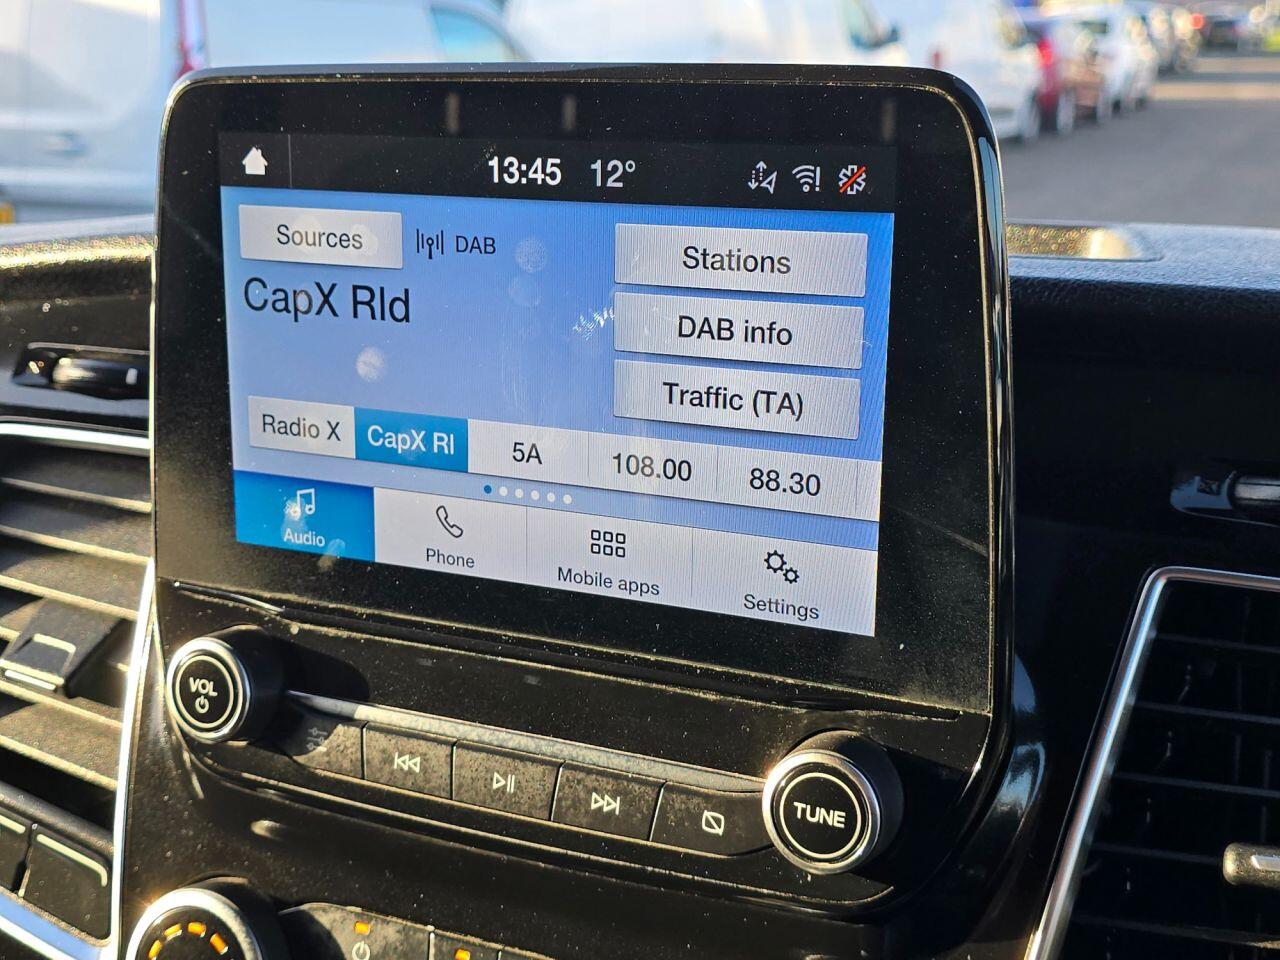 13:45 12°
Sources DAB
CapX Rld
Stations
DAB info
Traffic (TA)
Radio X CapX Rl 5A 108.00 88.30
Audio Phone Mobile apps Settings
VOL
TUNE